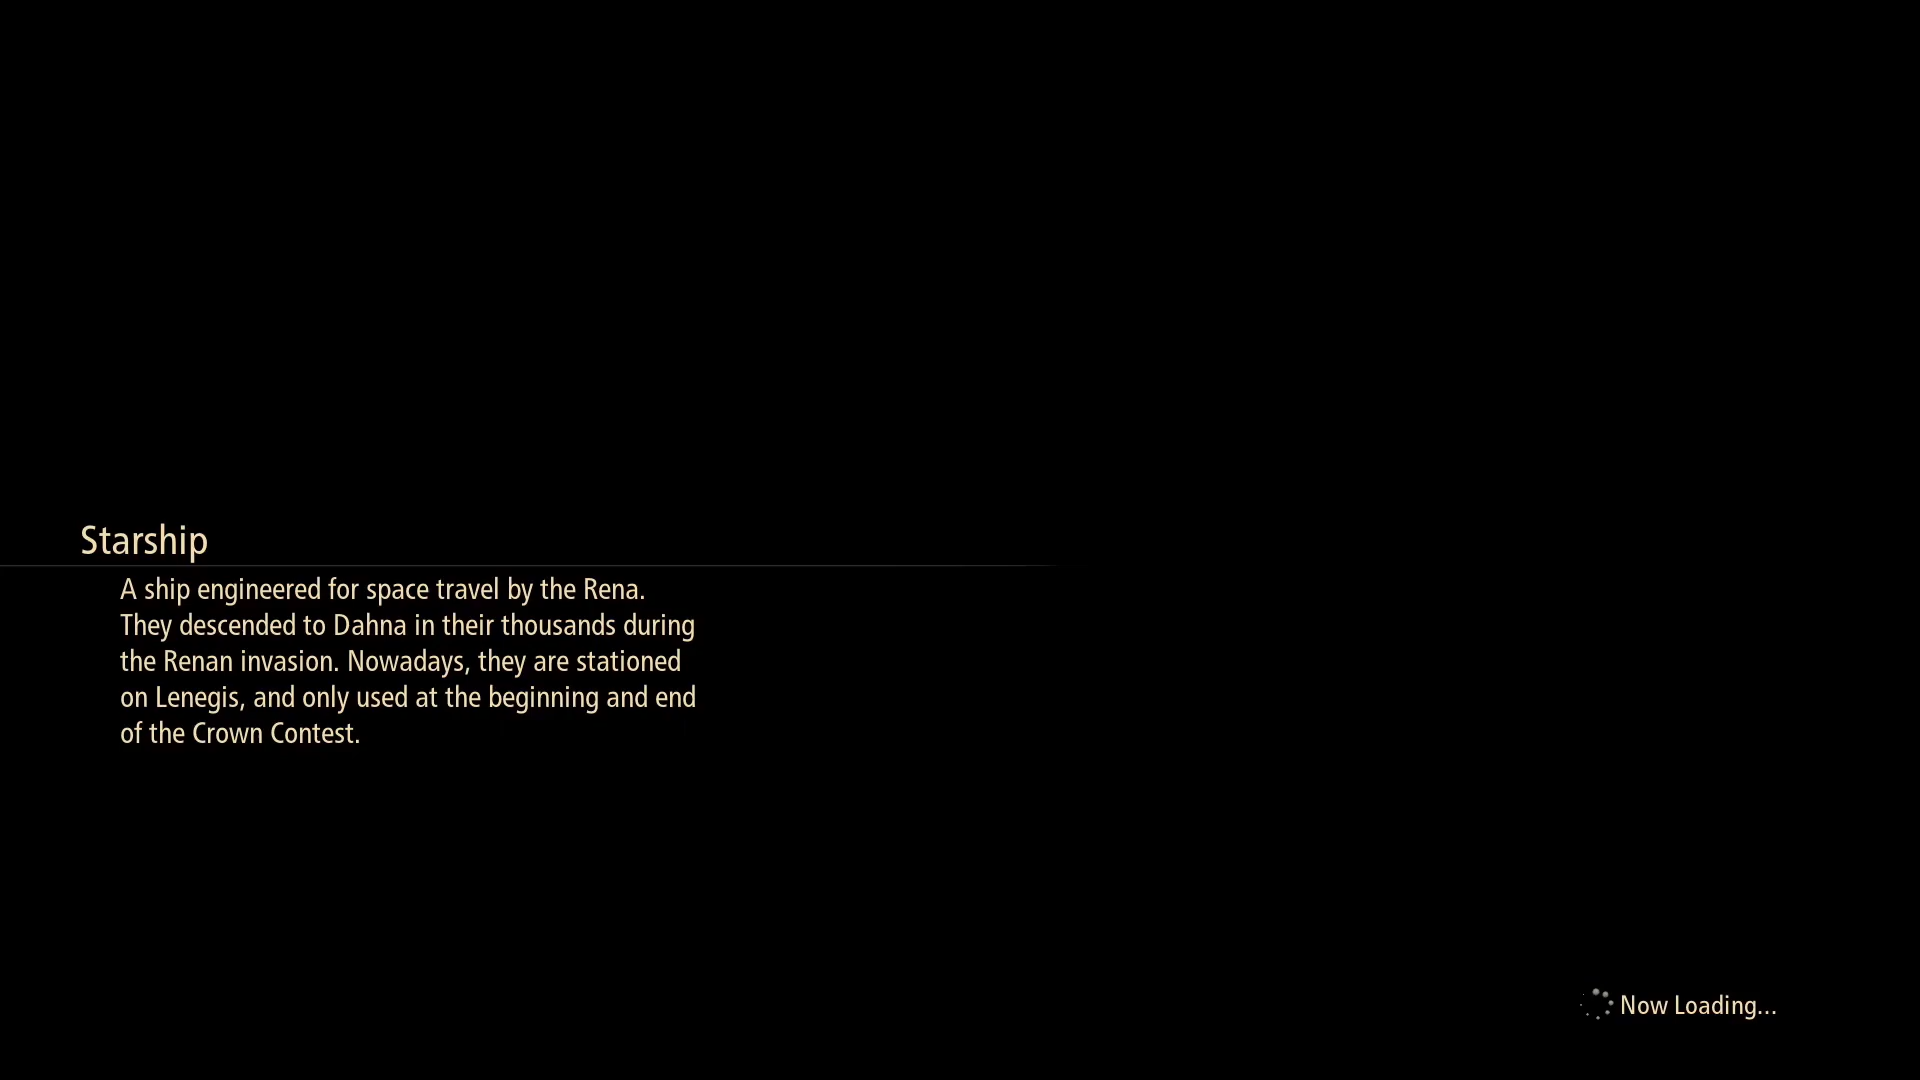 Starship
A ship engineered for space travel by the Rena.
They descended to Dahna in their thousands during
the Renan invasion. Nowadays, they are stationed
on Lenegis, and only used at the beginning and end
of the Crown Contest.
Now Loading...